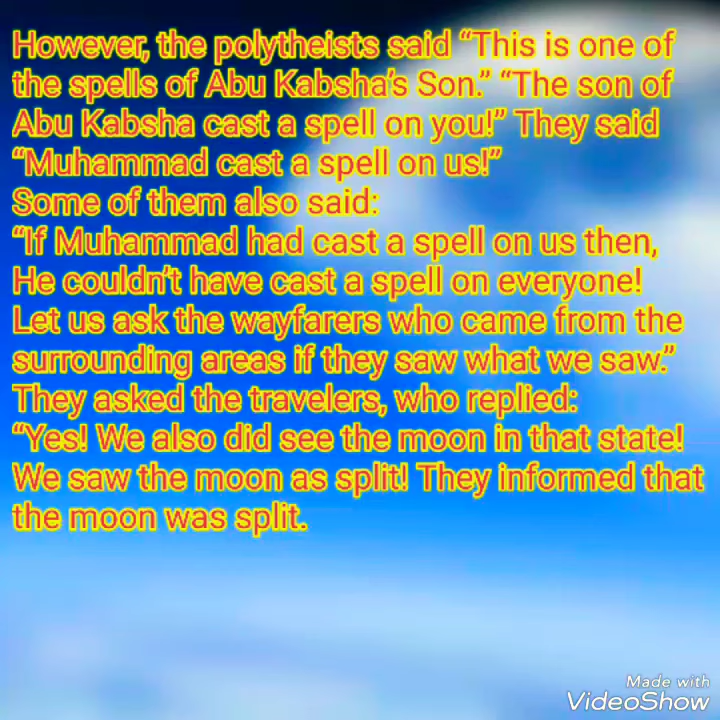 However, the polytheists said “This is one of
the spells of Abu Kabsha’s Son.” “The son of
Abu Kabsha cast a spell on you!” They said
“Muhammad cast a spell on us!”
Some of them also said:
“If Muhammad had cast a spell on us then,
He couldn’t have cast a spell on everyone!
Let us ask the wayfarers who came from the
surrounding areas if they saw what we saw.”
They asked the travelers, who replied:
“Yes! We also did see the moon in that state!
We saw the moon as split! They informed that
the moon was split.
Made with
VideoShow